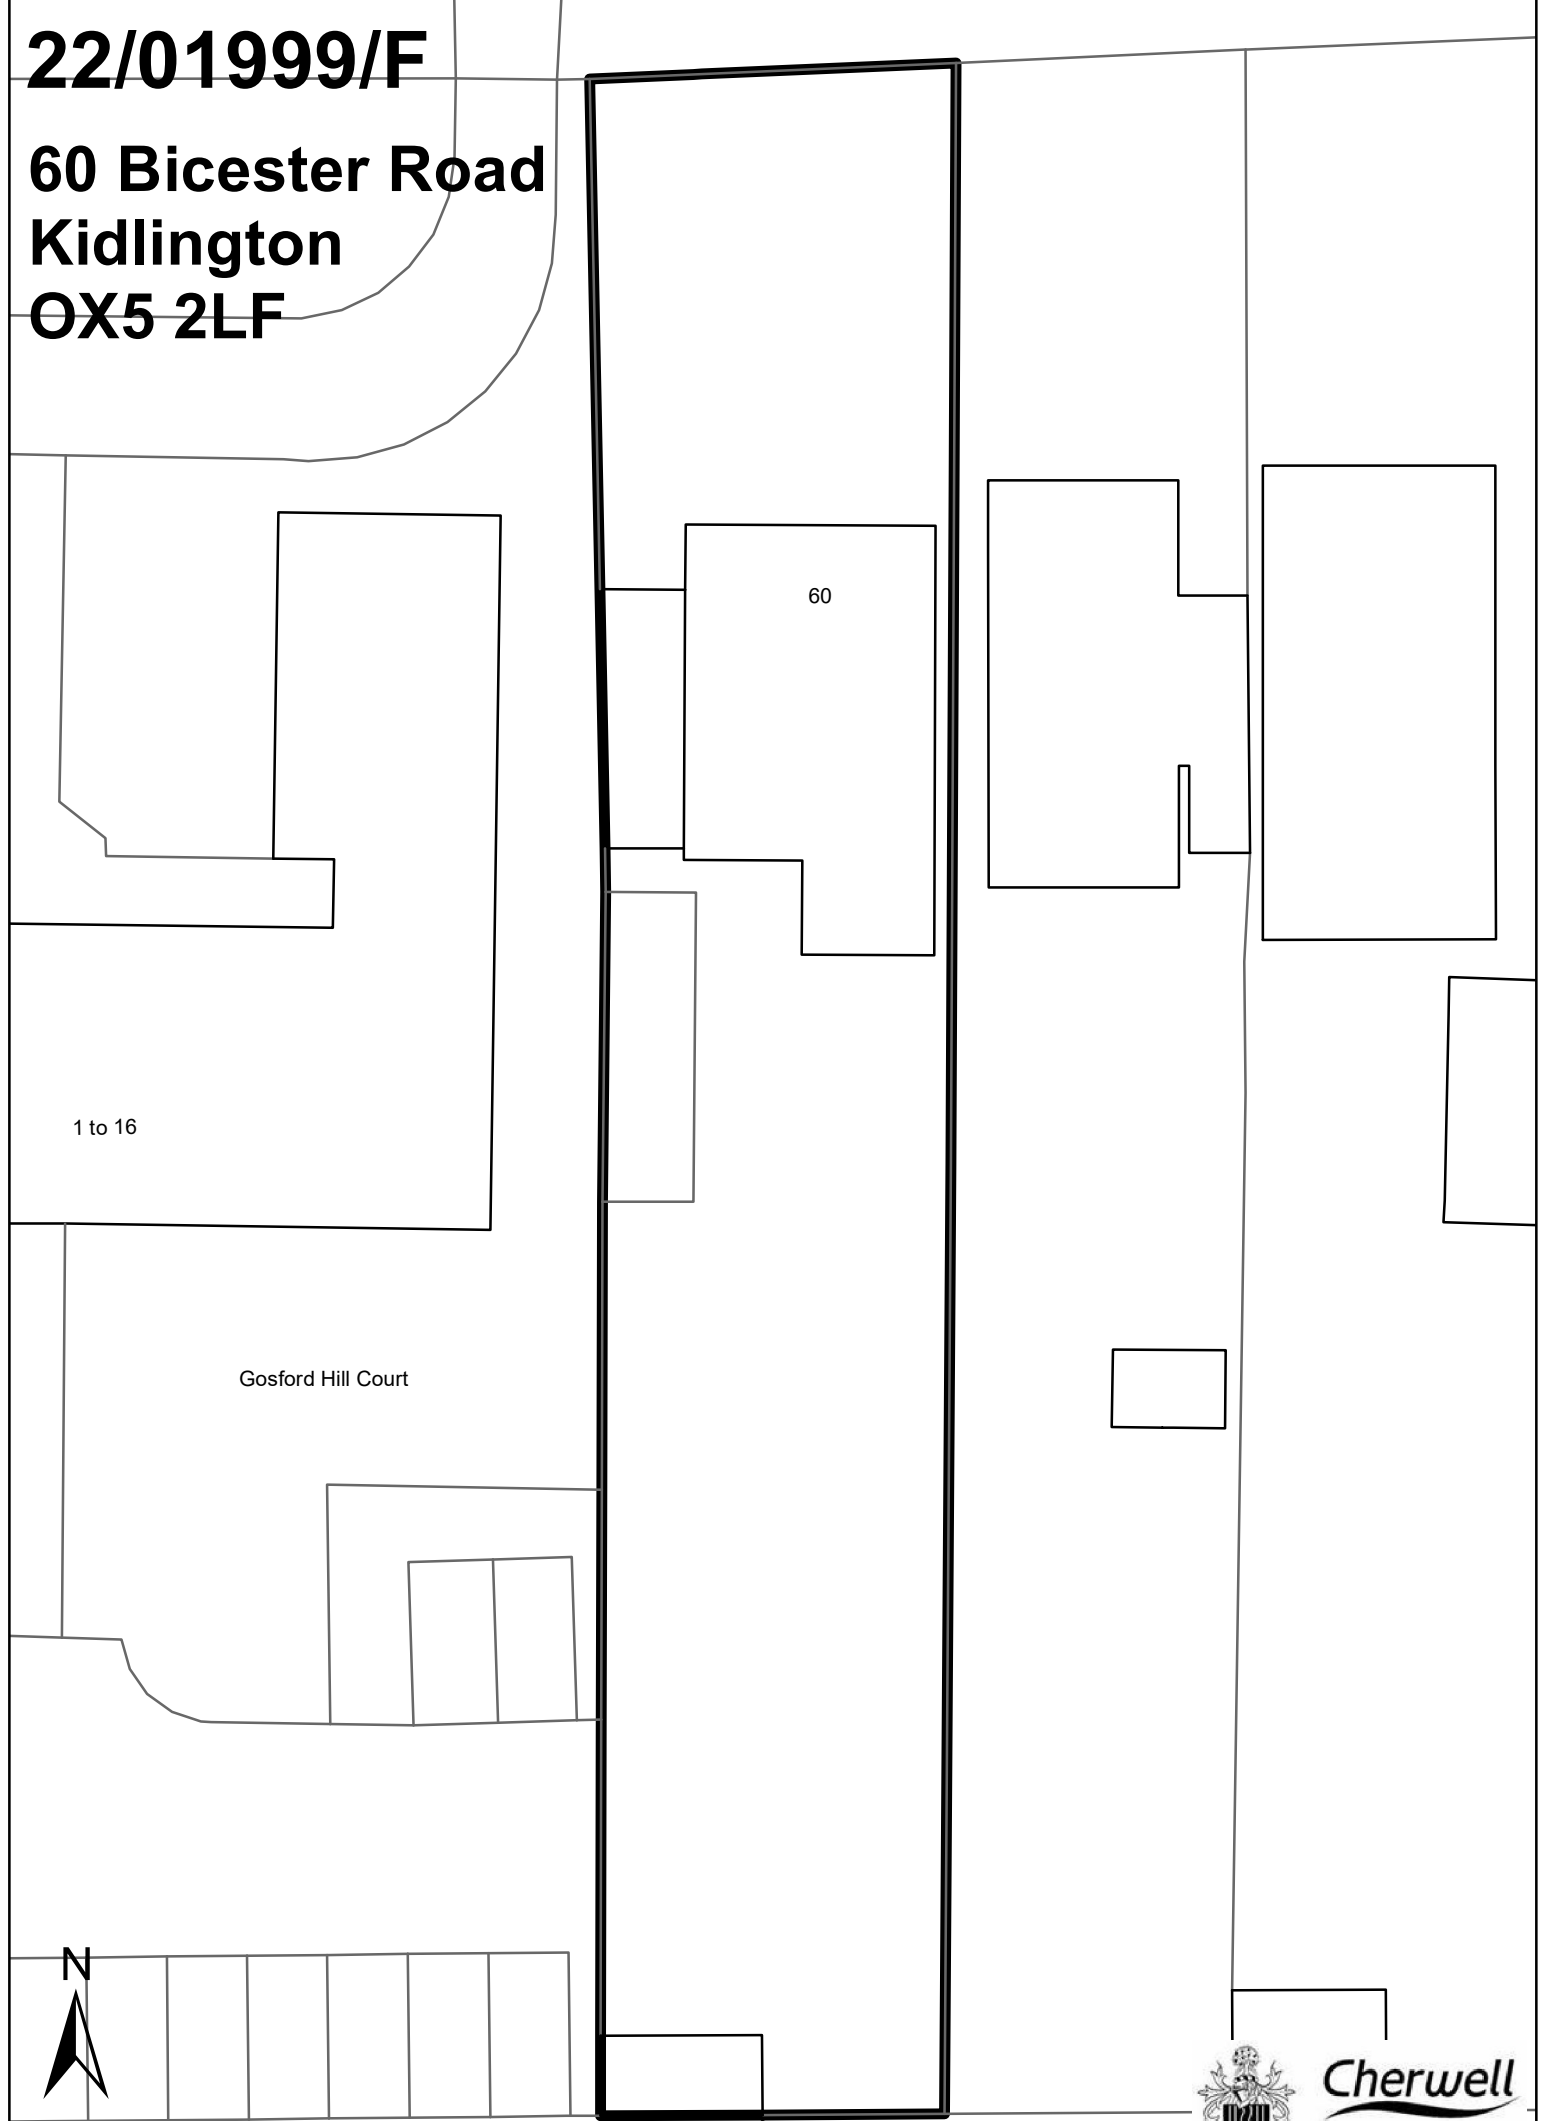 22/01999/F
60 Bicester Road
Kidlington
OX5 2LF
60
1 to 16
Gosford Hill Court
N
Cherwell